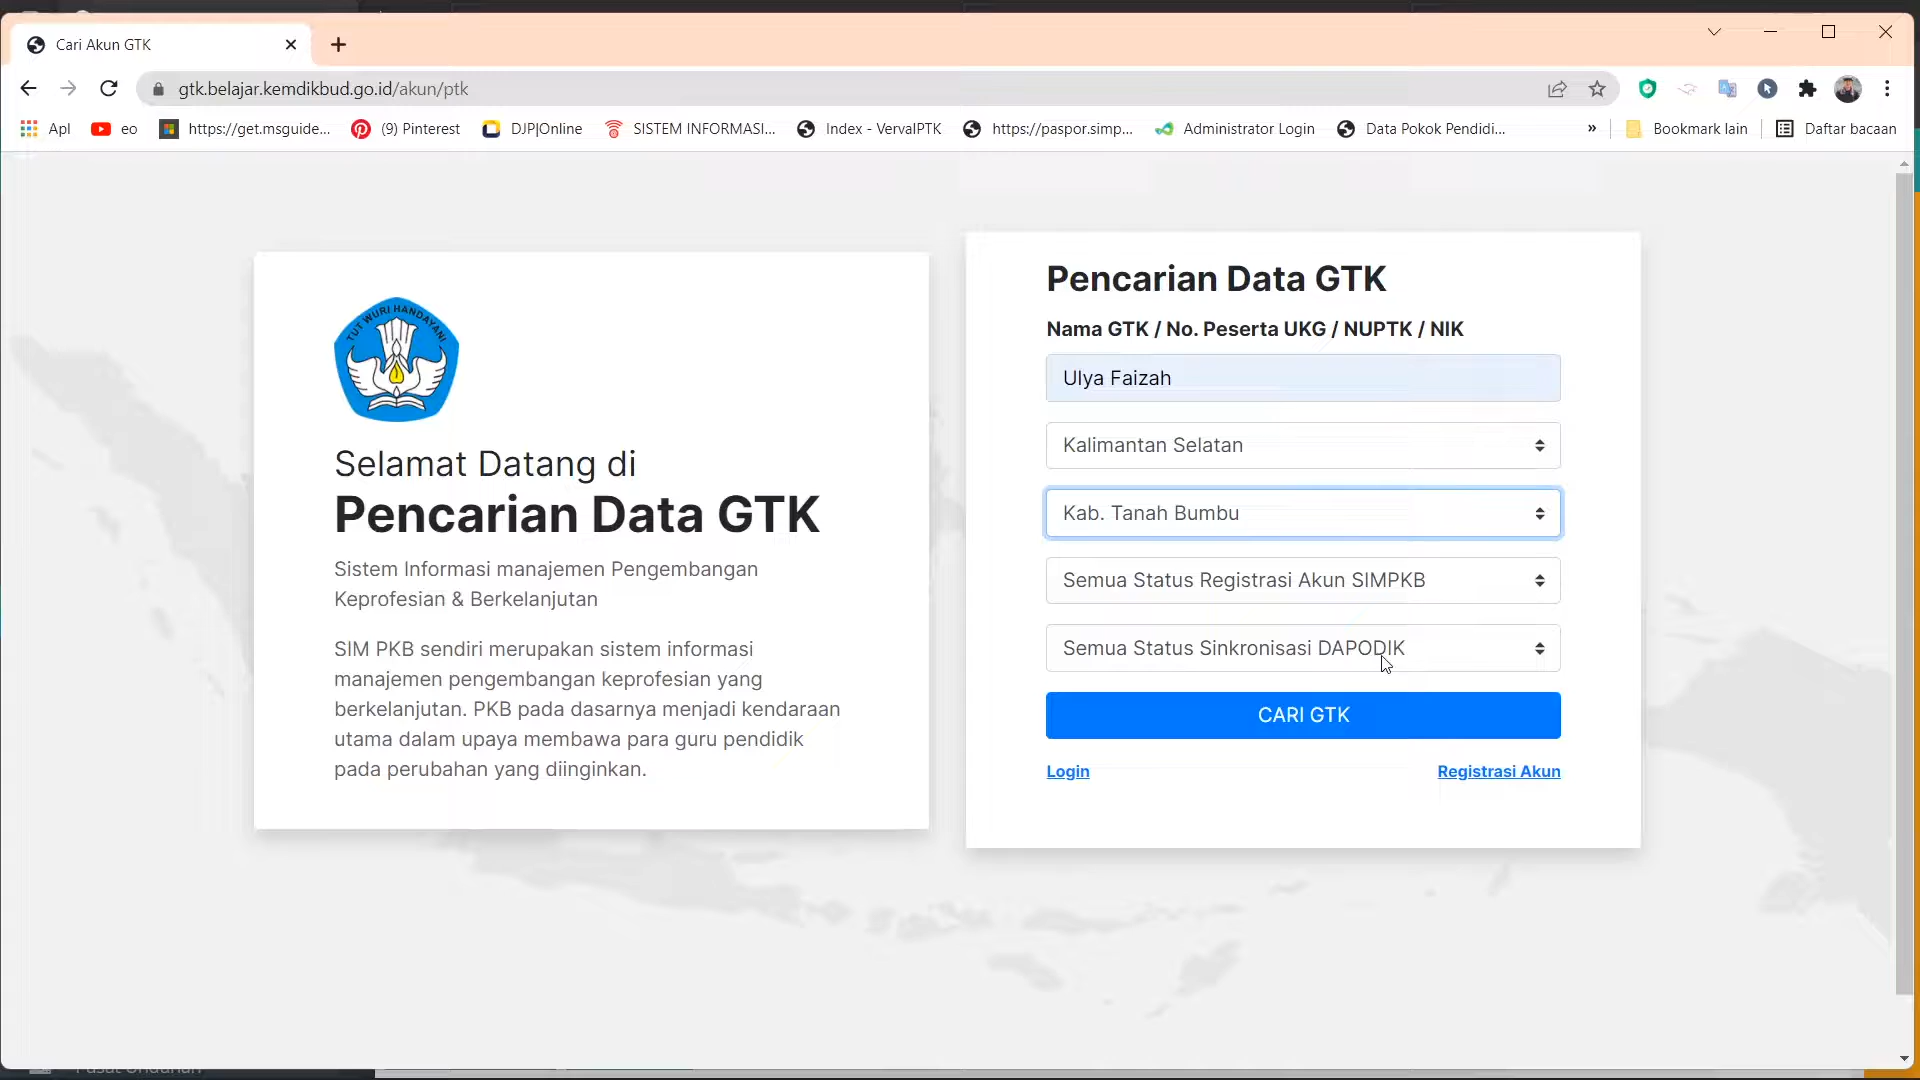 Cari Akun GTK
gtk.belajar.kemdikbud.go.id/akun/ptk
Apl
eo
https://get.msguide...
(9) Pinterest
DJP|Online
SISTEM INFORMASI...
Index - VervalPTK
https://paspor.simp...
Administrator Login
Data Pokok Pendidi...
»
Bookmark lain
Daftar bacaan
TUT WURI HANDAYANI
Selamat Datang di
Pencarian Data GTK
Sistem Informasi manajemen Pengembangan
Keprofesian & Berkelanjutan
SIM PKB sendiri merupakan sistem informasi
manajemen pengembangan keprofesian yang
berkelanjutan. PKB pada dasarnya menjadi kendaraan
utama dalam upaya membawa para guru pendidik
pada perubahan yang diinginkan.
Pencarian Data GTK
Nama GTK / No. Peserta UKG / NUPTK / NIK
Ulya Faizah
Kalimantan Selatan
Kab. Tanah Bumbu
Semua Status Registrasi Akun SIMPKB
Semua Status Sinkronisasi DAPODIK
CARI GTK
Login
Registrasi Akun